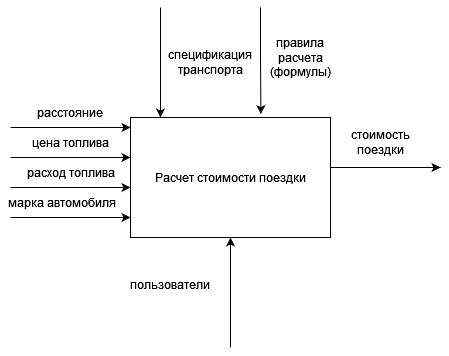 спецификация
транспорта
правила
расчета
(формулы)
расстояние
цена топлива
расход топлива
марка автомобиля
Расчет стоимости поездки
стоимость
поездки
пользователи